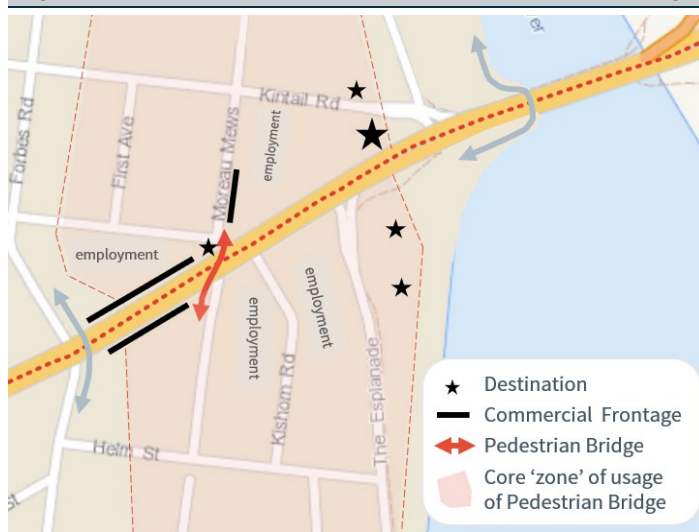 Kintail Rd
Forbes Rd
First Ave
Moreau Mews
employment
employment
employment
employment
Kishorn Rd
The Esplanade
Helm St
st
Destination
Commercial Frontage
Pedestrian Bridge
Core ‘zone’ of usage
of Pedestrian Bridge